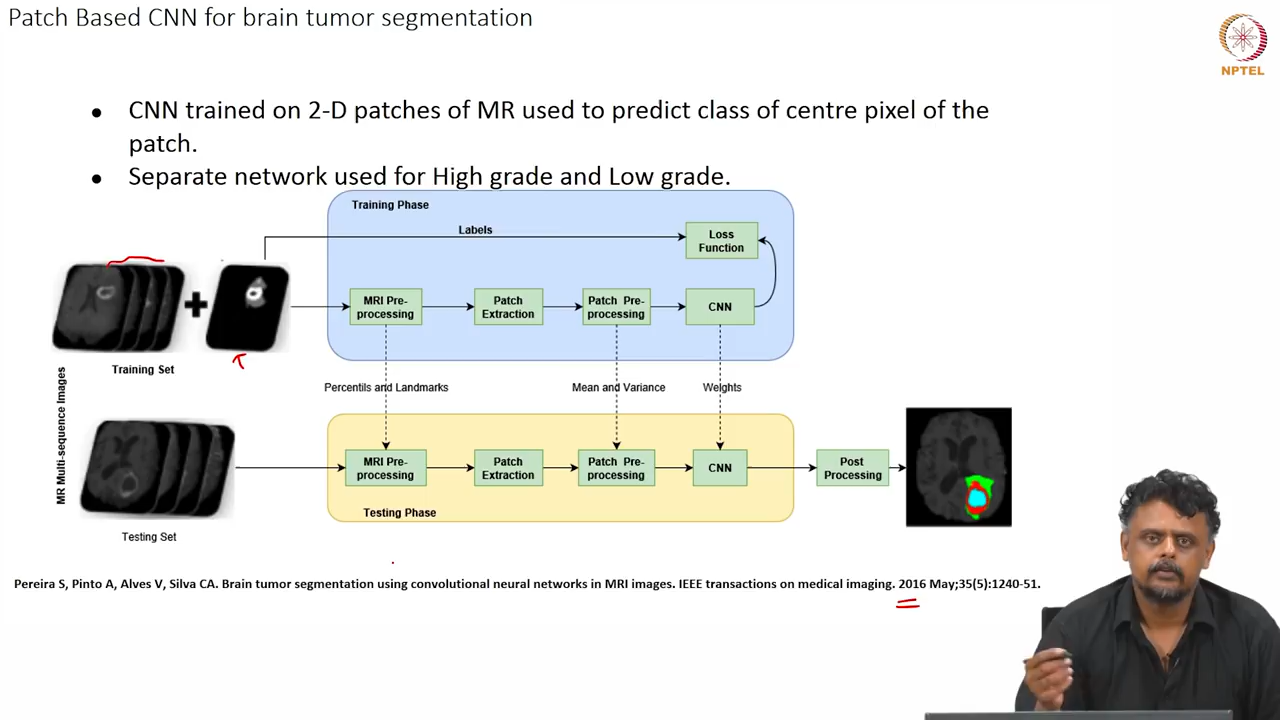 Patch Based CNN for brain tumor segmentation
NPTEL
● CNN trained on 2-D patches of MR used to predict class of centre pixel of the
patch.
● Separate network used for High grade and Low grade.
Training Phase
Labels
Loss
Function
MRI Pre-
processing
Patch
Extraction
Patch Pre-
processing
CNN
Training Set
MR Multi-sequence Images
Percentils and Landmarks
Mean and Variance
Weights
MRI Pre-
processing
Patch
Extraction
Patch Pre-
processing
CNN
Post
Processing
Testing Phase
Testing Set
Pereira S, Pinto A, Alves V, Silva CA. Brain tumor segmentation using convolutional neural networks in MRI images. IEEE transactions on medical imaging. 2016 May;35(5):1240-51.